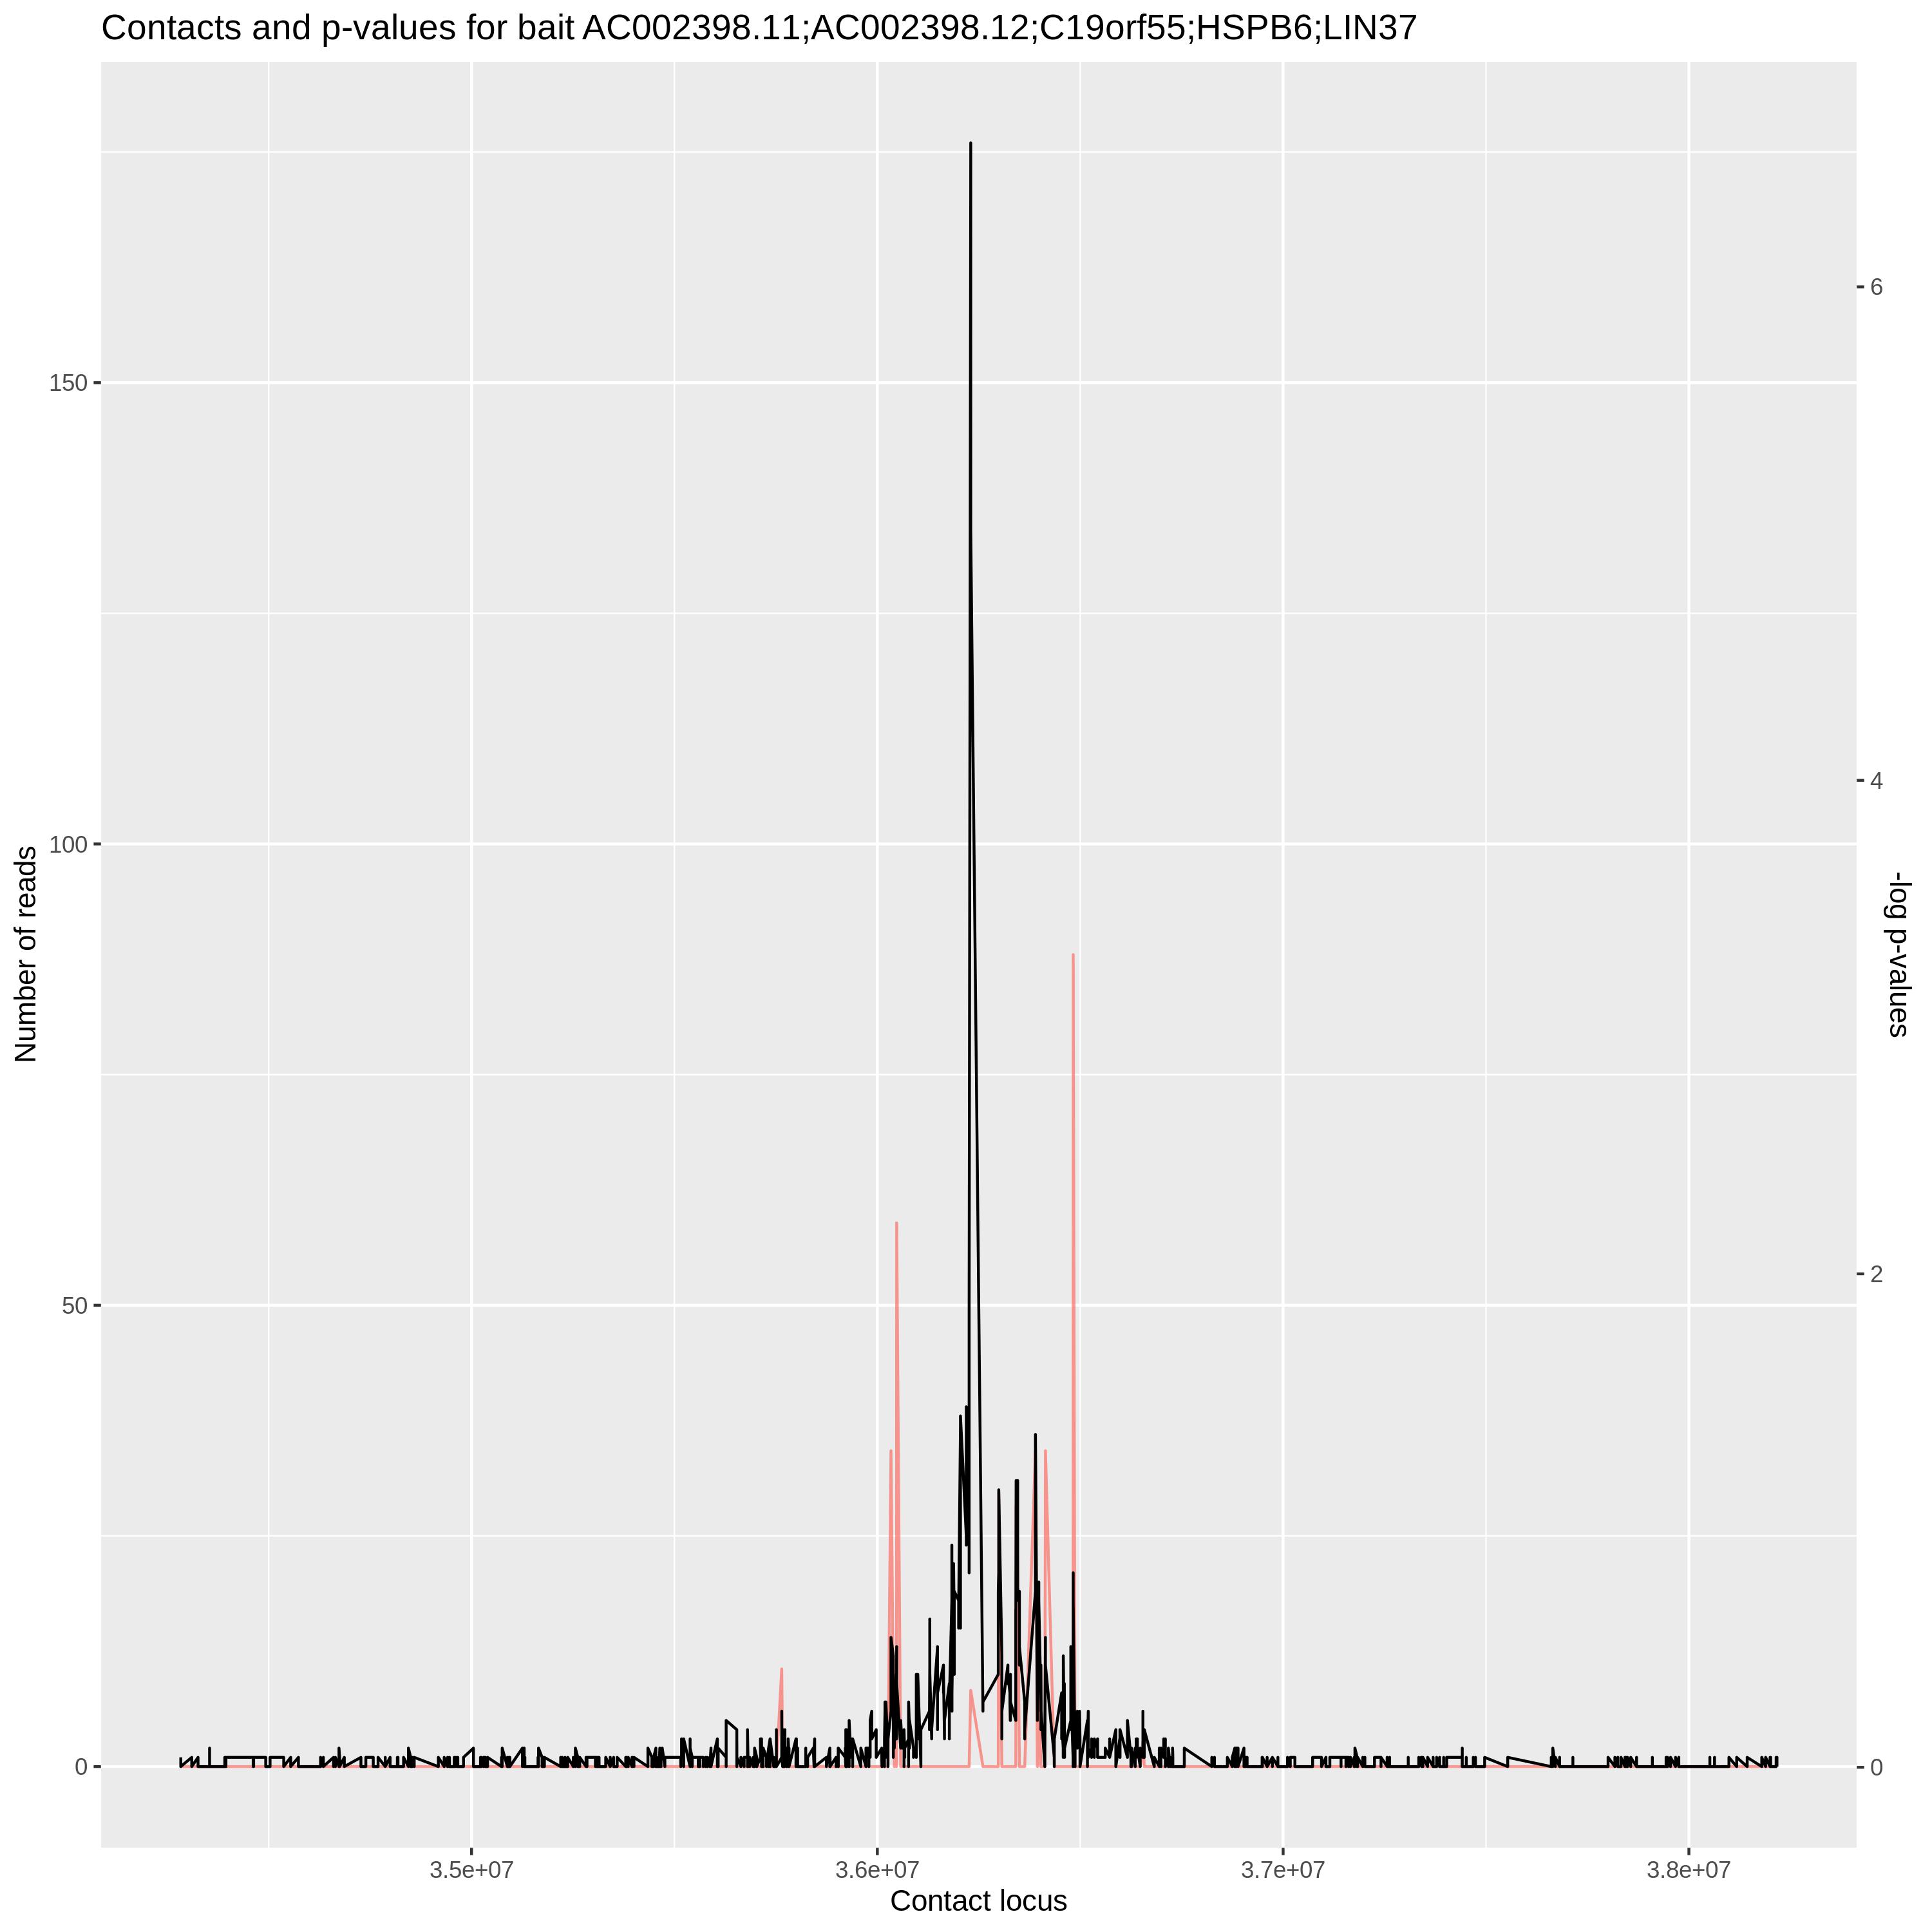 Contacts and p-values for bait AC002398.11;AC002398.12;C19orf55;HSPB6;LIN37
150
100
50
0
Number of reads
6
4
2
0
-log p-values
3.5e+07
3.6e+07
3.7e+07
3.8e+07
Contact locus